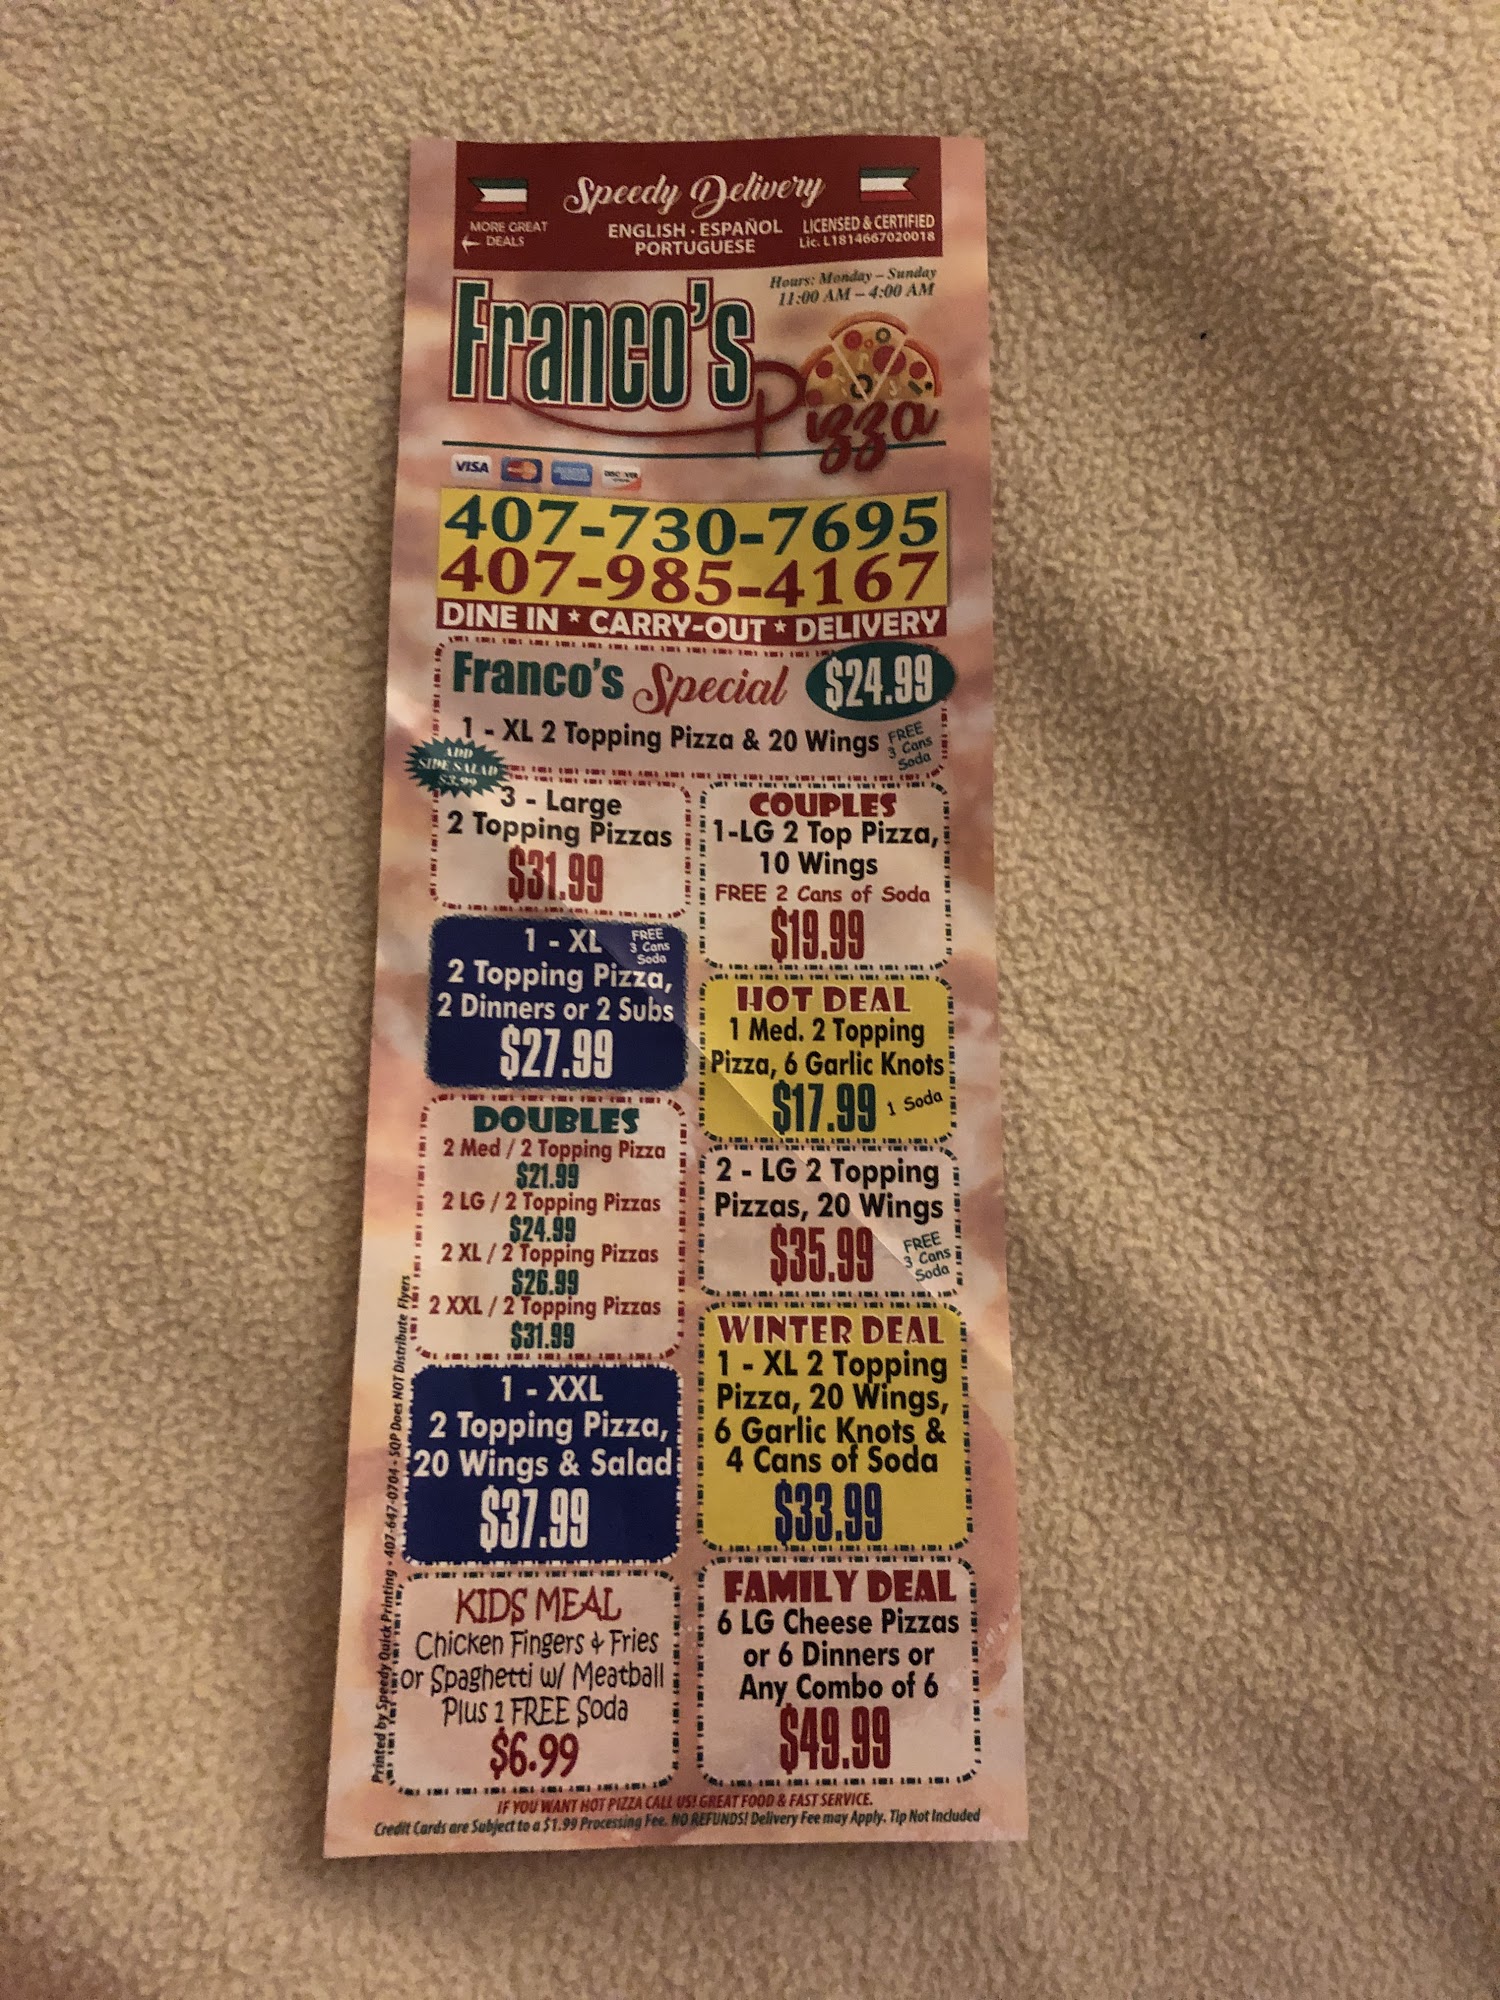 Speedy Delivery
MORE GREAT
DEALS
ENGLISH · ESPAÑOL
PORTUGUESE
LICENSED & CERTIFIED
Lic. L1814667020018
Hours: Monday – Sunday
11:00 AM – 4:00 AM
Franco's
Pizza
VISA
DISCOVER
407-730-7695
407-985-4167
DINE IN * CARRY-OUT * DELIVERY
Franco's Special $24.99
1 - XL 2 Topping Pizza & 20 Wings
FREE
3 Cans
Soda
ADD
SIDE SALAD
$3.99
3 - Large
2 Topping Pizzas
$31.99
COUPLES
1-LG 2 Top Pizza,
10 Wings
FREE 2 Cans of Soda
$19.99
1 - XL
FREE
3 Cans
Soda
2 Topping Pizza,
2 Dinners or 2 Subs
$27.99
HOT DEAL
1 Med. 2 Topping
Pizza, 6 Garlic Knots
$17.99 1 Soda
DOUBLES
2 Med / 2 Topping Pizza
$21.99
2 LG / 2 Topping Pizzas
$24.99
2 XL / 2 Topping Pizzas
$26.99
2 XXL / 2 Topping Pizzas
$31.99
2 - LG 2 Topping
Pizzas, 20 Wings
$35.99
FREE
3 Cans
Soda
1 - XXL
2 Topping Pizza,
20 Wings & Salad
$37.99
WINTER DEAL
1 - XL 2 Topping
Pizza, 20 Wings,
6 Garlic Knots &
4 Cans of Soda
$33.99
KIDS MEAL
Chicken Fingers & Fries
or Spaghetti w/ Meatball
Plus 1 FREE Soda
$6.99
FAMILY DEAL
6 LG Cheese Pizzas
or 6 Dinners or
Any Combo of 6
$49.99
Printed by Speedy Quick Printing - 407-647-0704 - SQP Does NOT Distribute Flyers
IF YOU WANT HOT PIZZA CALL US! GREAT FOOD & FAST SERVICE.
Credit Cards are Subject to a $1.99 Processing Fee. NO REFUNDS! Delivery Fee may Apply. Tip Not Included